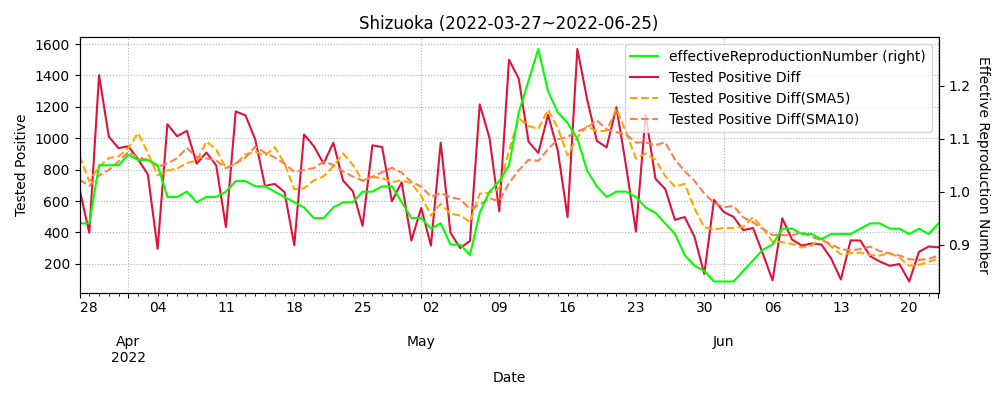 Shizuoka (2022-03-27~2022-06-25)
effectiveReproductionNumber (right)
Tested Positive Diff
Tested Positive Diff(SMA5)
Tested Positive Diff(SMA10)
Tested Positive
1600
1400
1200
1000
800
600
400
200
Effective Reproduction Number
1.2
1.1
1.0
0.9
28 04 11 18 25 02 09 16 23 30 06 13 20
Apr May Jun
2022
Date